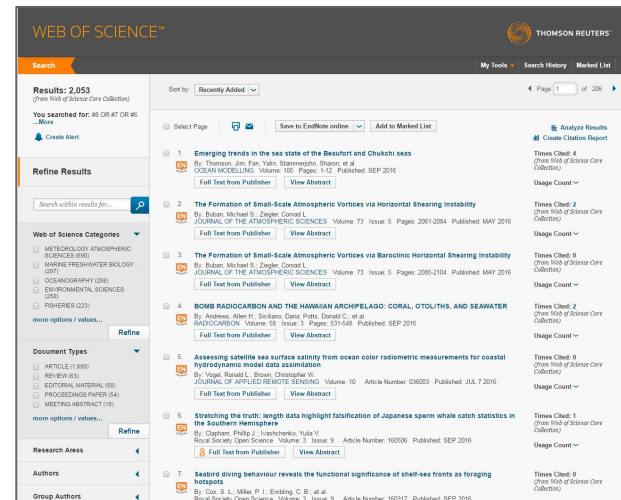 WEB OF SCIENCE™
THOMSON REUTERS™
Search
My Tools
Search History
Marked List
Results: 2,053
(from Web of Science Core Collection)
You searched for: #8 OR #7 OR #6
...More
Create Alert
Refine Results
Search within results for...
Web of Science Categories
METEOROLOGY ATMOSPHERIC
SCIENCES (690)
MARINE FRESHWATER BIOLOGY
(297)
OCEANOGRAPHY (268)
ENVIRONMENTAL SCIENCES
(250)
FISHERIES (223)
more options / values...
Refine
Document Types
ARTICLE (1,890)
REVIEW (63)
EDITORIAL MATERIAL (58)
PROCEEDINGS PAPER (54)
MEETING ABSTRACT (16)
more options / values...
Refine
Research Areas
Authors
Group Authors
Sort by: Recently Added
Page 1 of 206
Select Page
Save to EndNote online
Add to Marked List
Analyze Results
Create Citation Report
1. Emerging trends in the sea state of the Beaufort and Chukchi seas
By: Thomson, Jim; Fan, Yalin; Stammerjohn, Sharon; et al.
OCEAN MODELLING Volume: 105 Pages: 1-12 Published: SEP 2016
Full Text from Publisher View Abstract
Times Cited: 4
(from Web of Science Core
Collection)
Usage Count
2. The Formation of Small-Scale Atmospheric Vortices via Horizontal Shearing Instability
By: Buban, Michael S.; Ziegler, Conrad L.
JOURNAL OF THE ATMOSPHERIC SCIENCES Volume: 73 Issue: 5 Pages: 2061-2084 Published: MAY 2016
Full Text from Publisher View Abstract
Times Cited: 2
(from Web of Science Core
Collection)
Usage Count
3. The Formation of Small-Scale Atmospheric Vortices via Baroclinic Horizontal Shearing Instability
By: Buban, Michael S.; Ziegler, Conrad L.
JOURNAL OF THE ATMOSPHERIC SCIENCES Volume: 73 Issue: 5 Pages: 2085-2104 Published: MAY 2016
Full Text from Publisher View Abstract
Times Cited: 0
(from Web of Science Core
Collection)
Usage Count
4. BOMB RADIOCARBON AND THE HAWAIIAN ARCHIPELAGO: CORAL, OTOLITHS, AND SEAWATER
By: Andrews, Allen H.; Siciliano, Daria; Potts, Donald C.; et al.
RADIOCARBON Volume: 58 Issue: 3 Pages: 531-548 Published: SEP 2016
Full Text from Publisher View Abstract
Times Cited: 2
(from Web of Science Core
Collection)
Usage Count
5. Assessing satellite sea surface salinity from ocean color radiometric measurements for coastal
hydrodynamic model data assimilation
By: Vogel, Ronald L.; Brown, Christopher W.
JOURNAL OF APPLIED REMOTE SENSING Volume: 10 Article Number: 036003 Published: JUL 7 2016
Full Text from Publisher View Abstract
Times Cited: 0
(from Web of Science Core
Collection)
Usage Count
6. Stretching the truth: length data highlight falsification of Japanese sperm whale catch statistics in
the Southern Hemisphere
By: Clapham, Phillip J.; Ivashchenko, Yulia V.
Royal Society Open Science Volume: 3 Issue: 9 Article Number: 160506 Published: SEP 2016
Full Text from Publisher View Abstract
Times Cited: 1
(from Web of Science Core
Collection)
Usage Count
7. Seabird diving behaviour reveals the functional significance of shelf-sea fronts as foraging
hotspots
By: Cox, S. L.; Miller, P. I.; Embling, C. B.; et al.
Royal Society Open Science Volume: 3 Issue: 9 Article Number: 160317 Published: SEP 2016
Times Cited: 0
(from Web of Science Core
Collection)